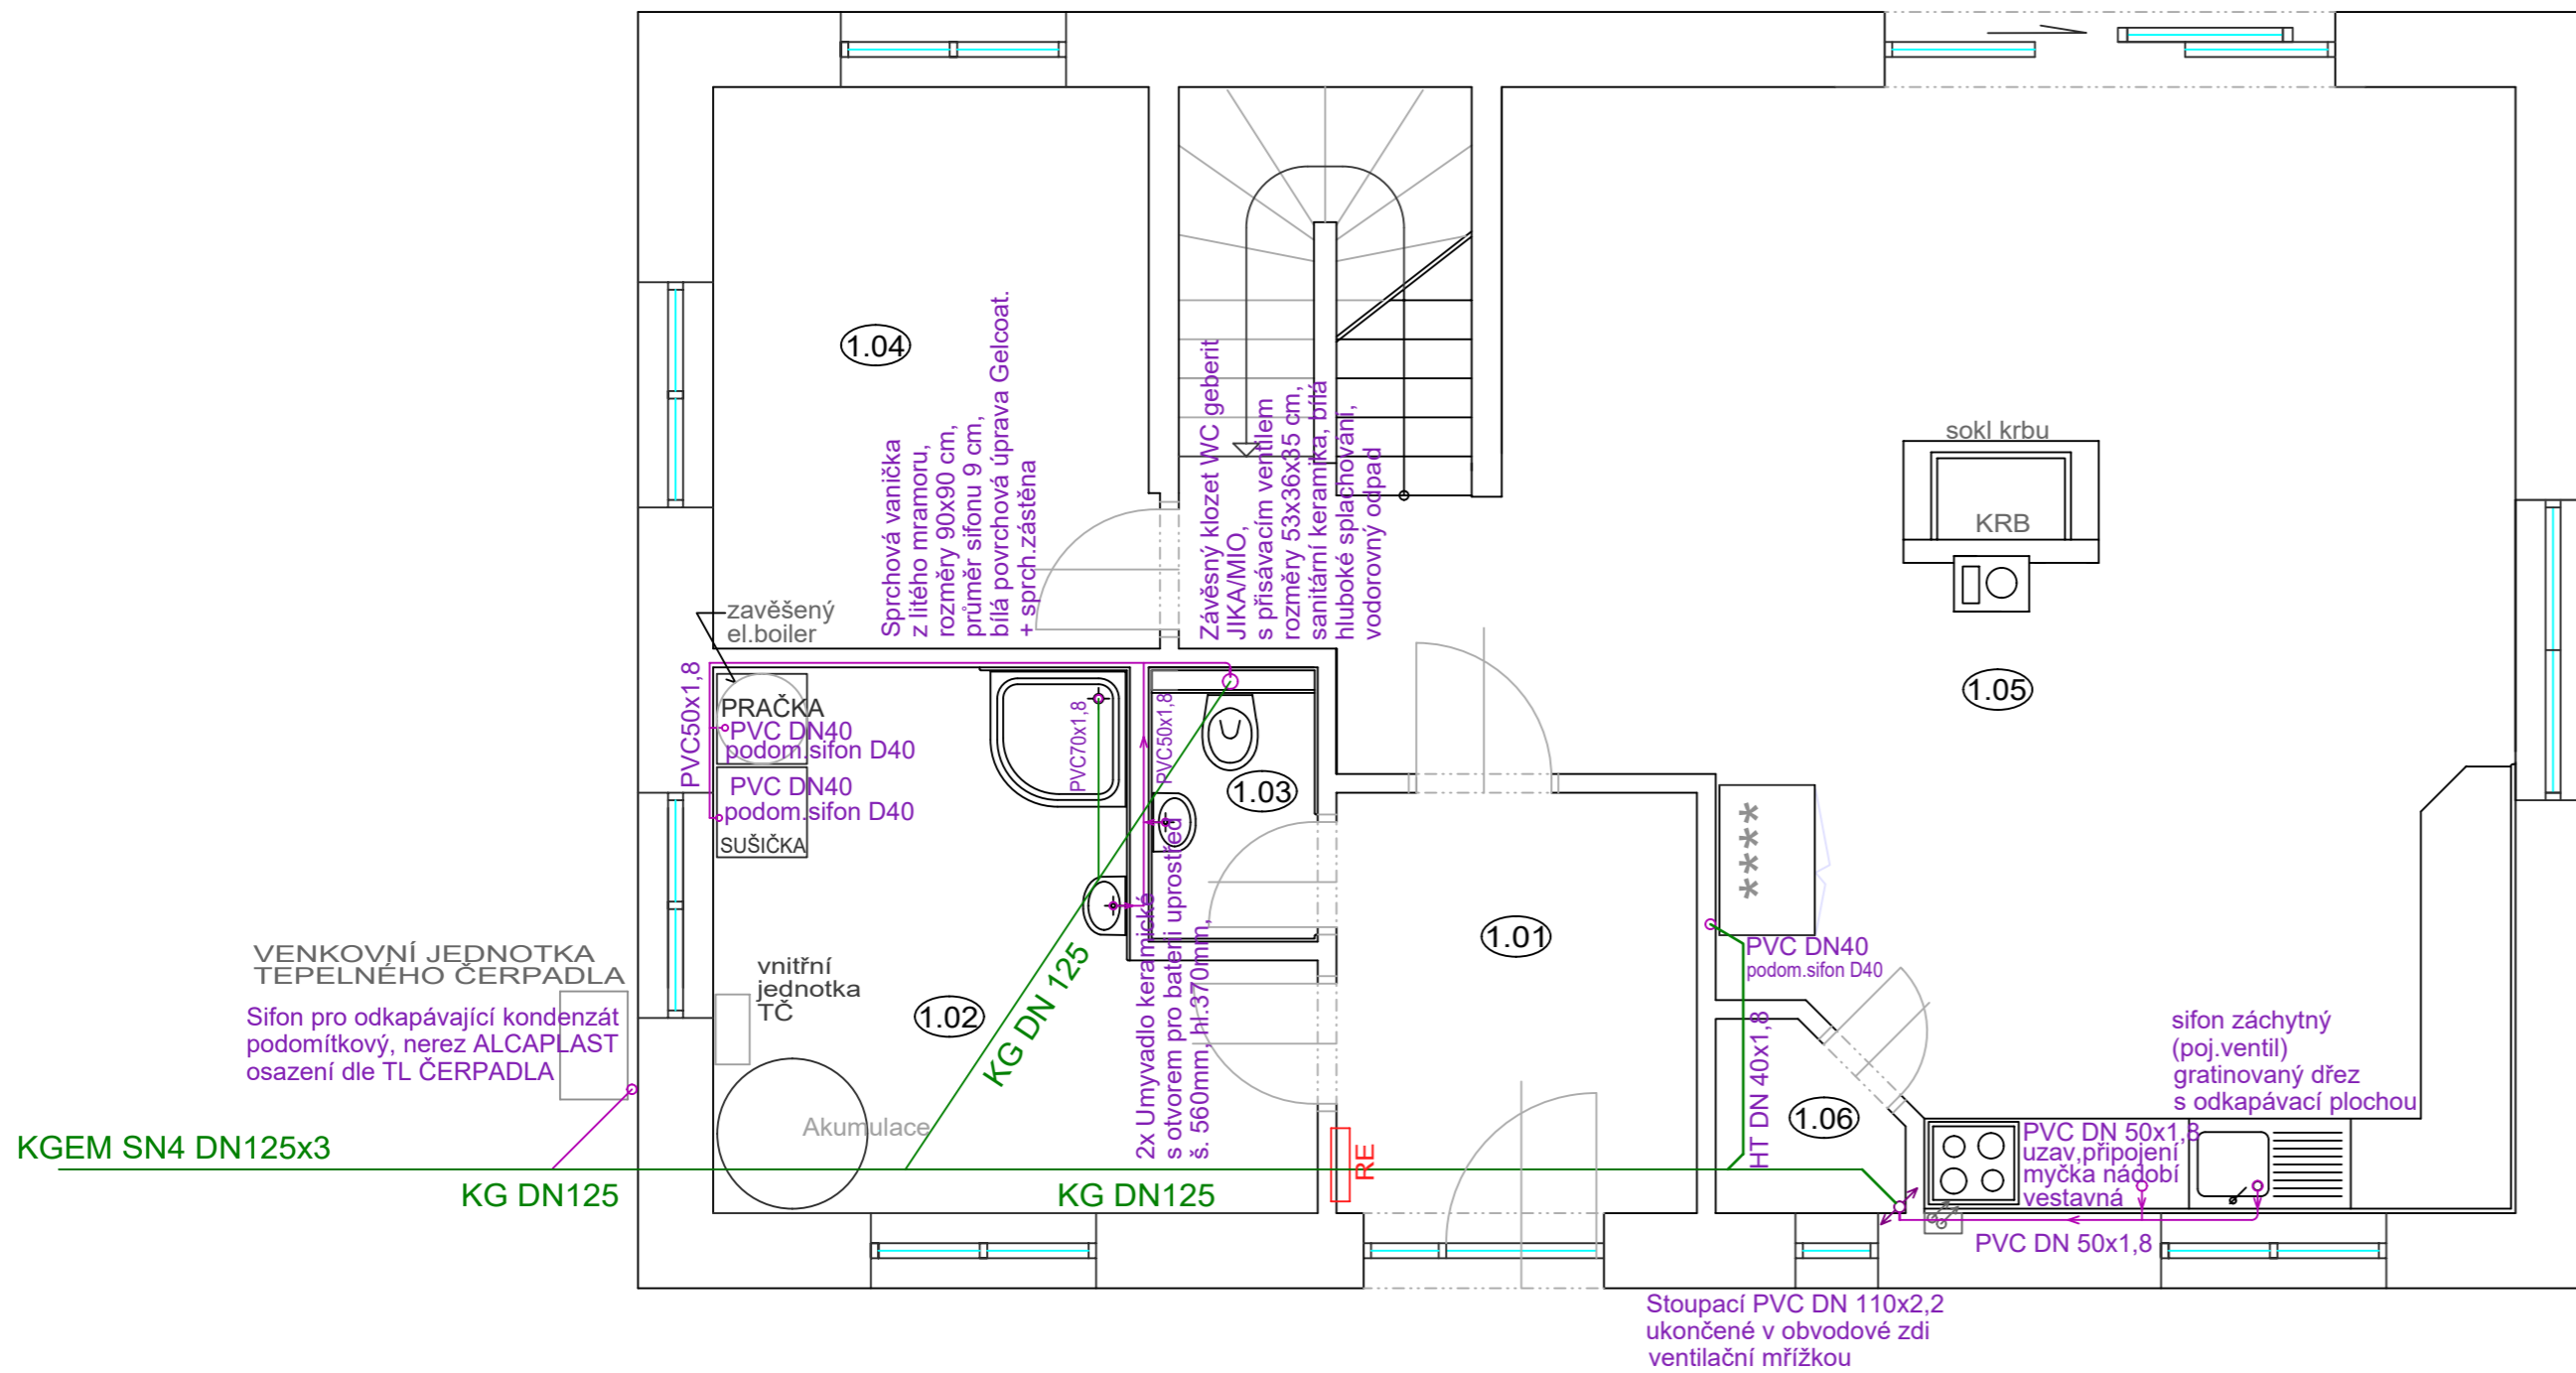 1.04
Sprchová vanička
z litého mramoru,
rozměry 90x90 cm,
průměr sifonu 9 cm,
bílá povrchová úprava Gelcoat.
+ sprch.zástěna
Závěsný klozet WC geberit
JIKA/MIO,
s přisávacím ventilem
rozměry 53x36x35 cm,
sanitární keramika, bílá
hluboké splachování,
vodorovný odpad
sokl krbu
KRB
1.05
zavěšený
el.boiler
PVC50x1,8
PRAČKA
PVC DN40
podom.sifon D40
PVC DN40
podom.sifon D40
SUŠIČKA
PVC70x1,8
PVC50x1,8
1.03
****
1.01
PVC DN40
podom.sifon D40
VENKOVNÍ JEDNOTKA
TEPELNÉHO ČERPADLA
Sifon pro odkapávající kondenzát
podomítkový, nerez ALCAPLAST
osazení dle TL ČERPADLA
vnitřní
jednotka
TČ
1.02
KG DN 125
2x Umyvadlo keramické
s otvorem pro baterii uprostřed
š. 560mm, hl.370mm,
HT DN 40x1,8
1.06
sifon záchytný
(poj.ventil)
gratinovaný dřez
s odkapávací plochou
Akumulace
RE
PVC DN 50x1,8
uzav,připojení
myčka nádobí
vestavná
KGEM SN4 DN125x3
KG DN125
KG DN125
PVC DN 50x1,8
Stoupací PVC DN 110x2,2
ukončené v obvodové zdi
ventilační mřížkou